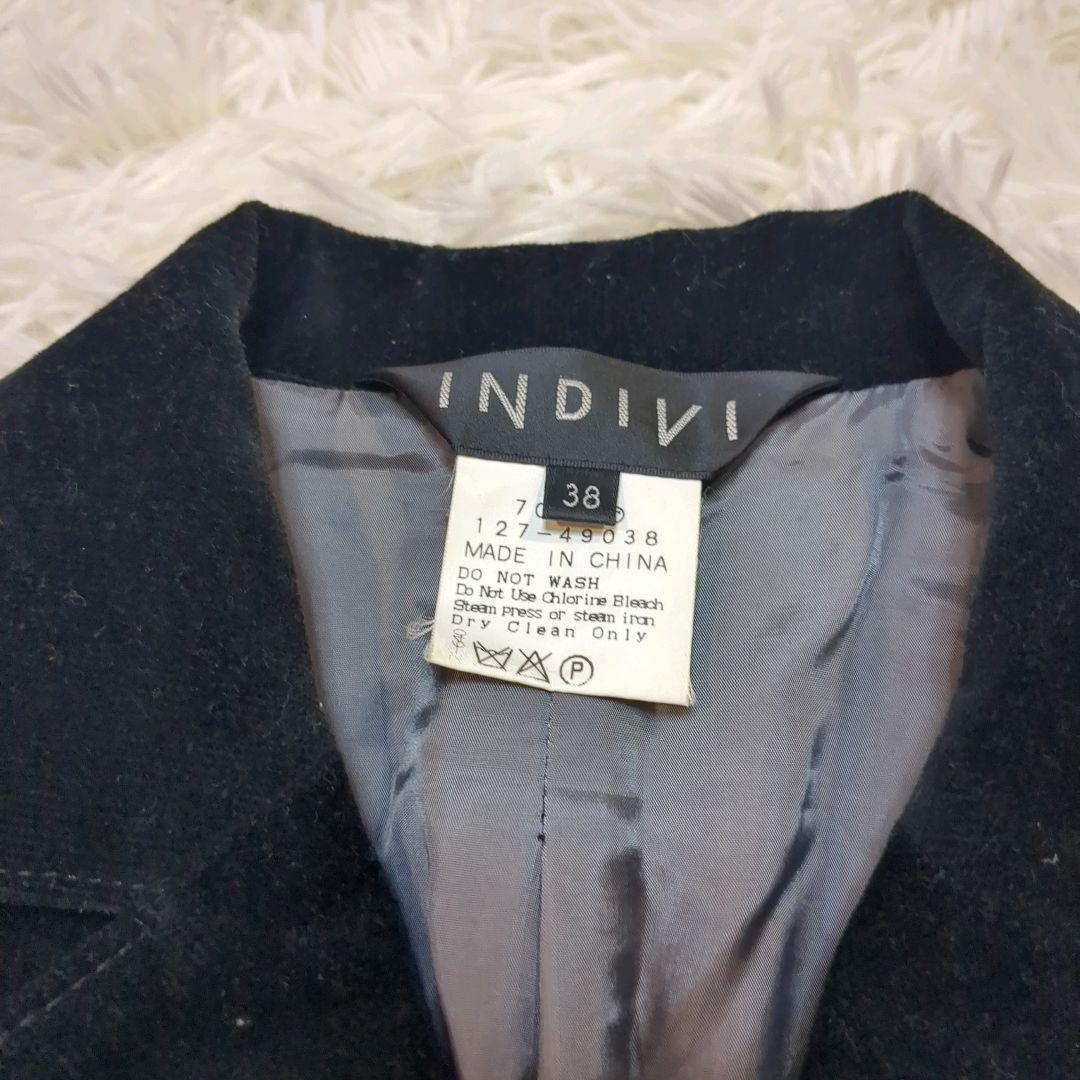 INDIVI
38
127-49038
MADE IN CHINA
DO NOT WASH
Do Not Use Chlorine Bleach
Steam press or steam iron
Dry Clean Only
P